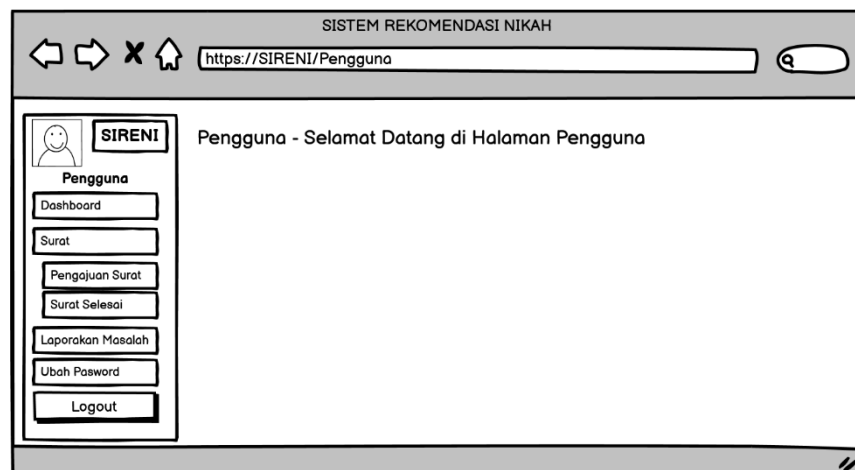 SISTEM REKOMENDASI NIKAH
https://SIRENI/Pengguna
SIRENI
Pengguna
Pengguna - Selamat Datang di Halaman Pengguna
Dashboard
Surat
Pengajuan Surat
Surat Selesai
Laporakan Masalah
Ubah Pasword
Logout